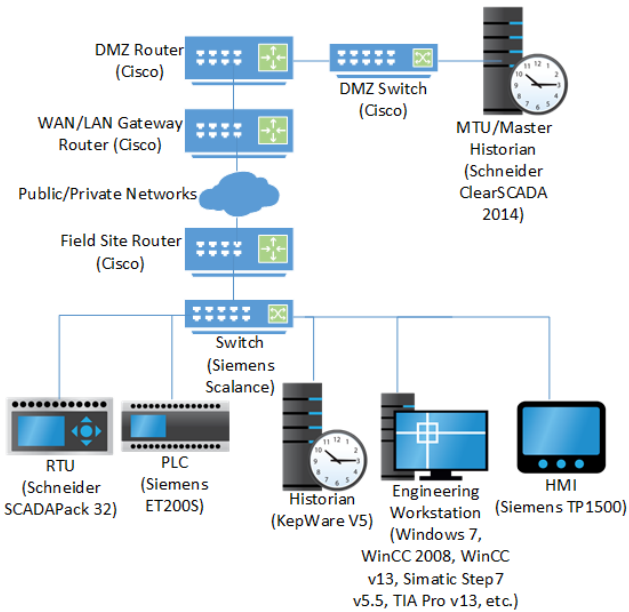 DMZ Router
(Cisco)
DMZ Switch
(Cisco)
MTU/Master
Historian
(Schneider
ClearSCADA
2014)
WAN/LAN Gateway
Router (Cisco)
Public/Private Networks
Field Site Router
(Cisco)
Switch
(Siemens
Scalance)
RTU
(Schneider
SCADAPack 32)
PLC
(Siemens
ET200S)
Historian
(KepWare V5)
Engineering
Workstation
(Windows 7,
WinCC 2008, WinCC
v13, Simatic Step7
v5.5, TIA Pro v13, etc.)
HMI
(Siemens TP1500)